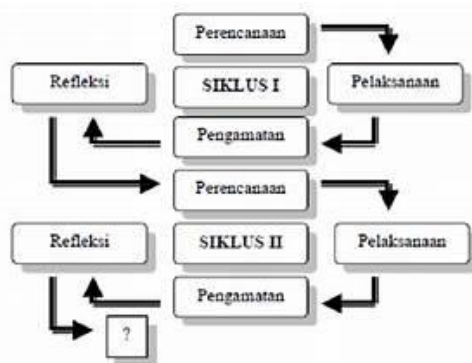 Perencanaan
Refleksi
SIKLUS I
Pelaksanaan
Pengamatan
Perencanaan
Refleksi
SIKLUS II
Pelaksanaan
Pengamatan
?